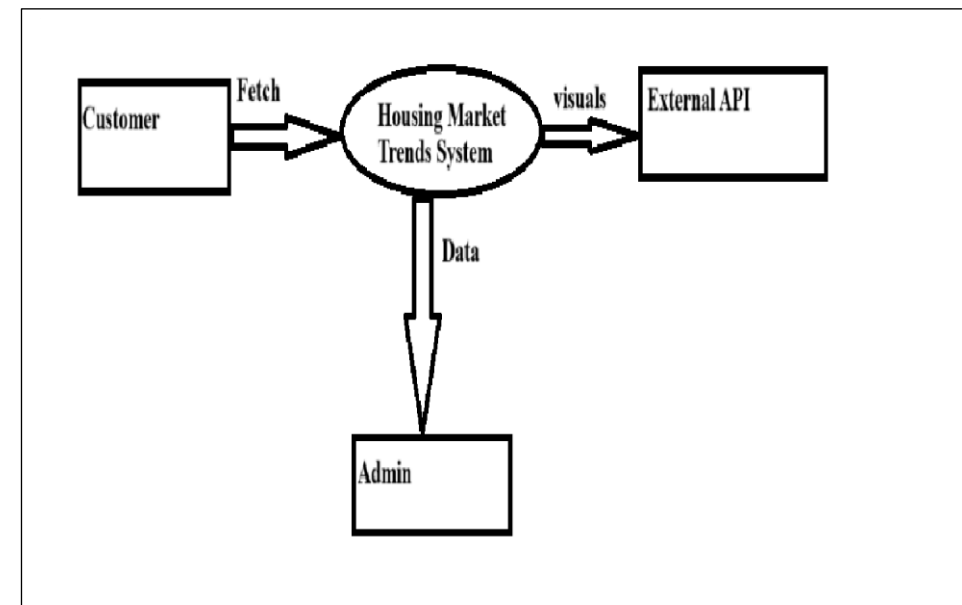 Customer
Fetch
Housing Market
Trends System
visuals
External API
Data
Admin